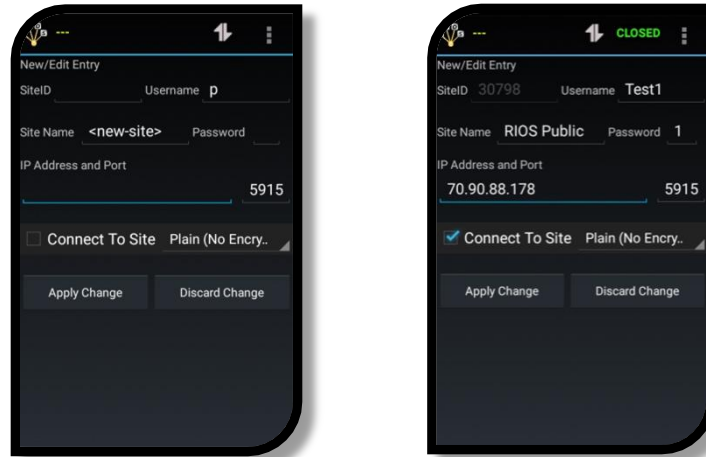 ---
New/Edit Entry
SiteID Username p
Site Name <new-site> Password
IP Address and Port
5915
Connect To Site Plain (No Encry..
Apply Change Discard Change
--- CLOSED
New/Edit Entry
SiteID 30798 Username Test1
Site Name RIOS Public Password 1
IP Address and Port
70.90.88.178 5915
Connect To Site Plain (No Encry..
Apply Change Discard Change